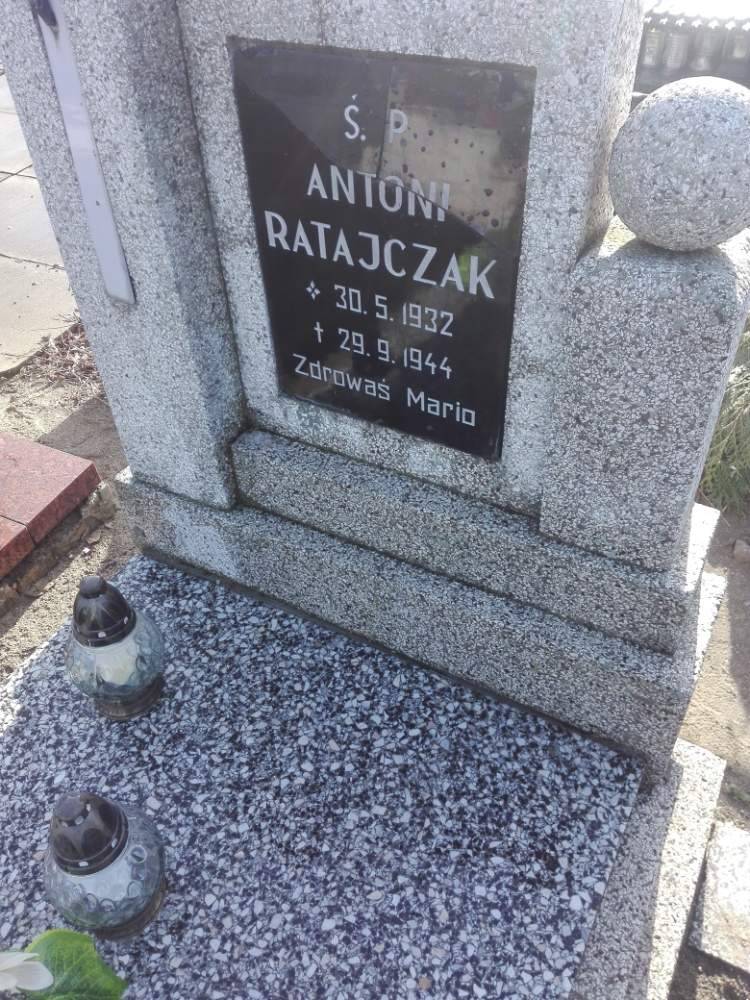 Ś. P.
ANTONI
RATAJCZAK
* 30. 5. 1932
† 29. 9. 1944
Zdrowaś Mario